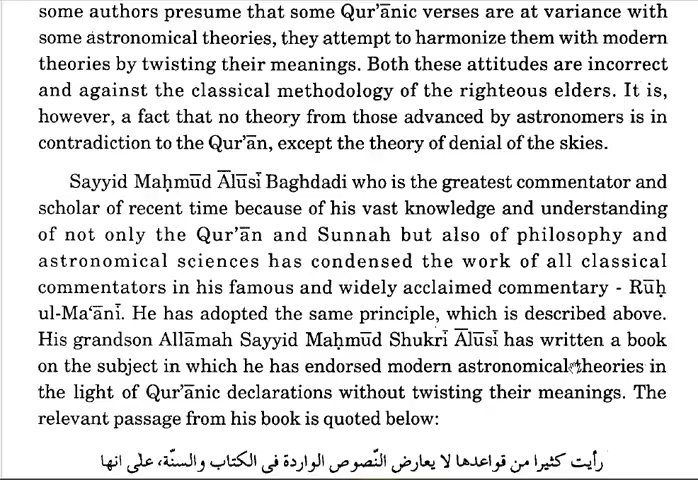 some authors presume that some Qur’ānic verses are at variance with
some astronomical theories, they attempt to harmonize them with modern
theories by twisting their meanings. Both these attitudes are incorrect
and against the classical methodology of the righteous elders. It is,
however, a fact that no theory from those advanced by astronomers is in
contradiction to the Qur’ān, except the theory of denial of the skies.
Sayyid Maḥmūd Ālūsī Baghdadi who is the greatest commentator and
scholar of recent time because of his vast knowledge and understanding
of not only the Qur’ān and Sunnah but also of philosophy and
astronomical sciences has condensed the work of all classical
commentators in his famous and widely acclaimed commentary - Rūḥ
ul-Ma‘ānī. He has adopted the same principle, which is described above.
His grandson Allāmah Sayyid Maḥmūd Shukrī Ālūsī has written a book
on the subject in which he has endorsed modern astronomical theories in
the light of Qur’ānic declarations without twisting their meanings. The
relevant passage from his book is quoted below:
رأيت كثيرا من قواعدها لا يعارض النّصوص الواردة فى الكتاب والسنّة، على انها